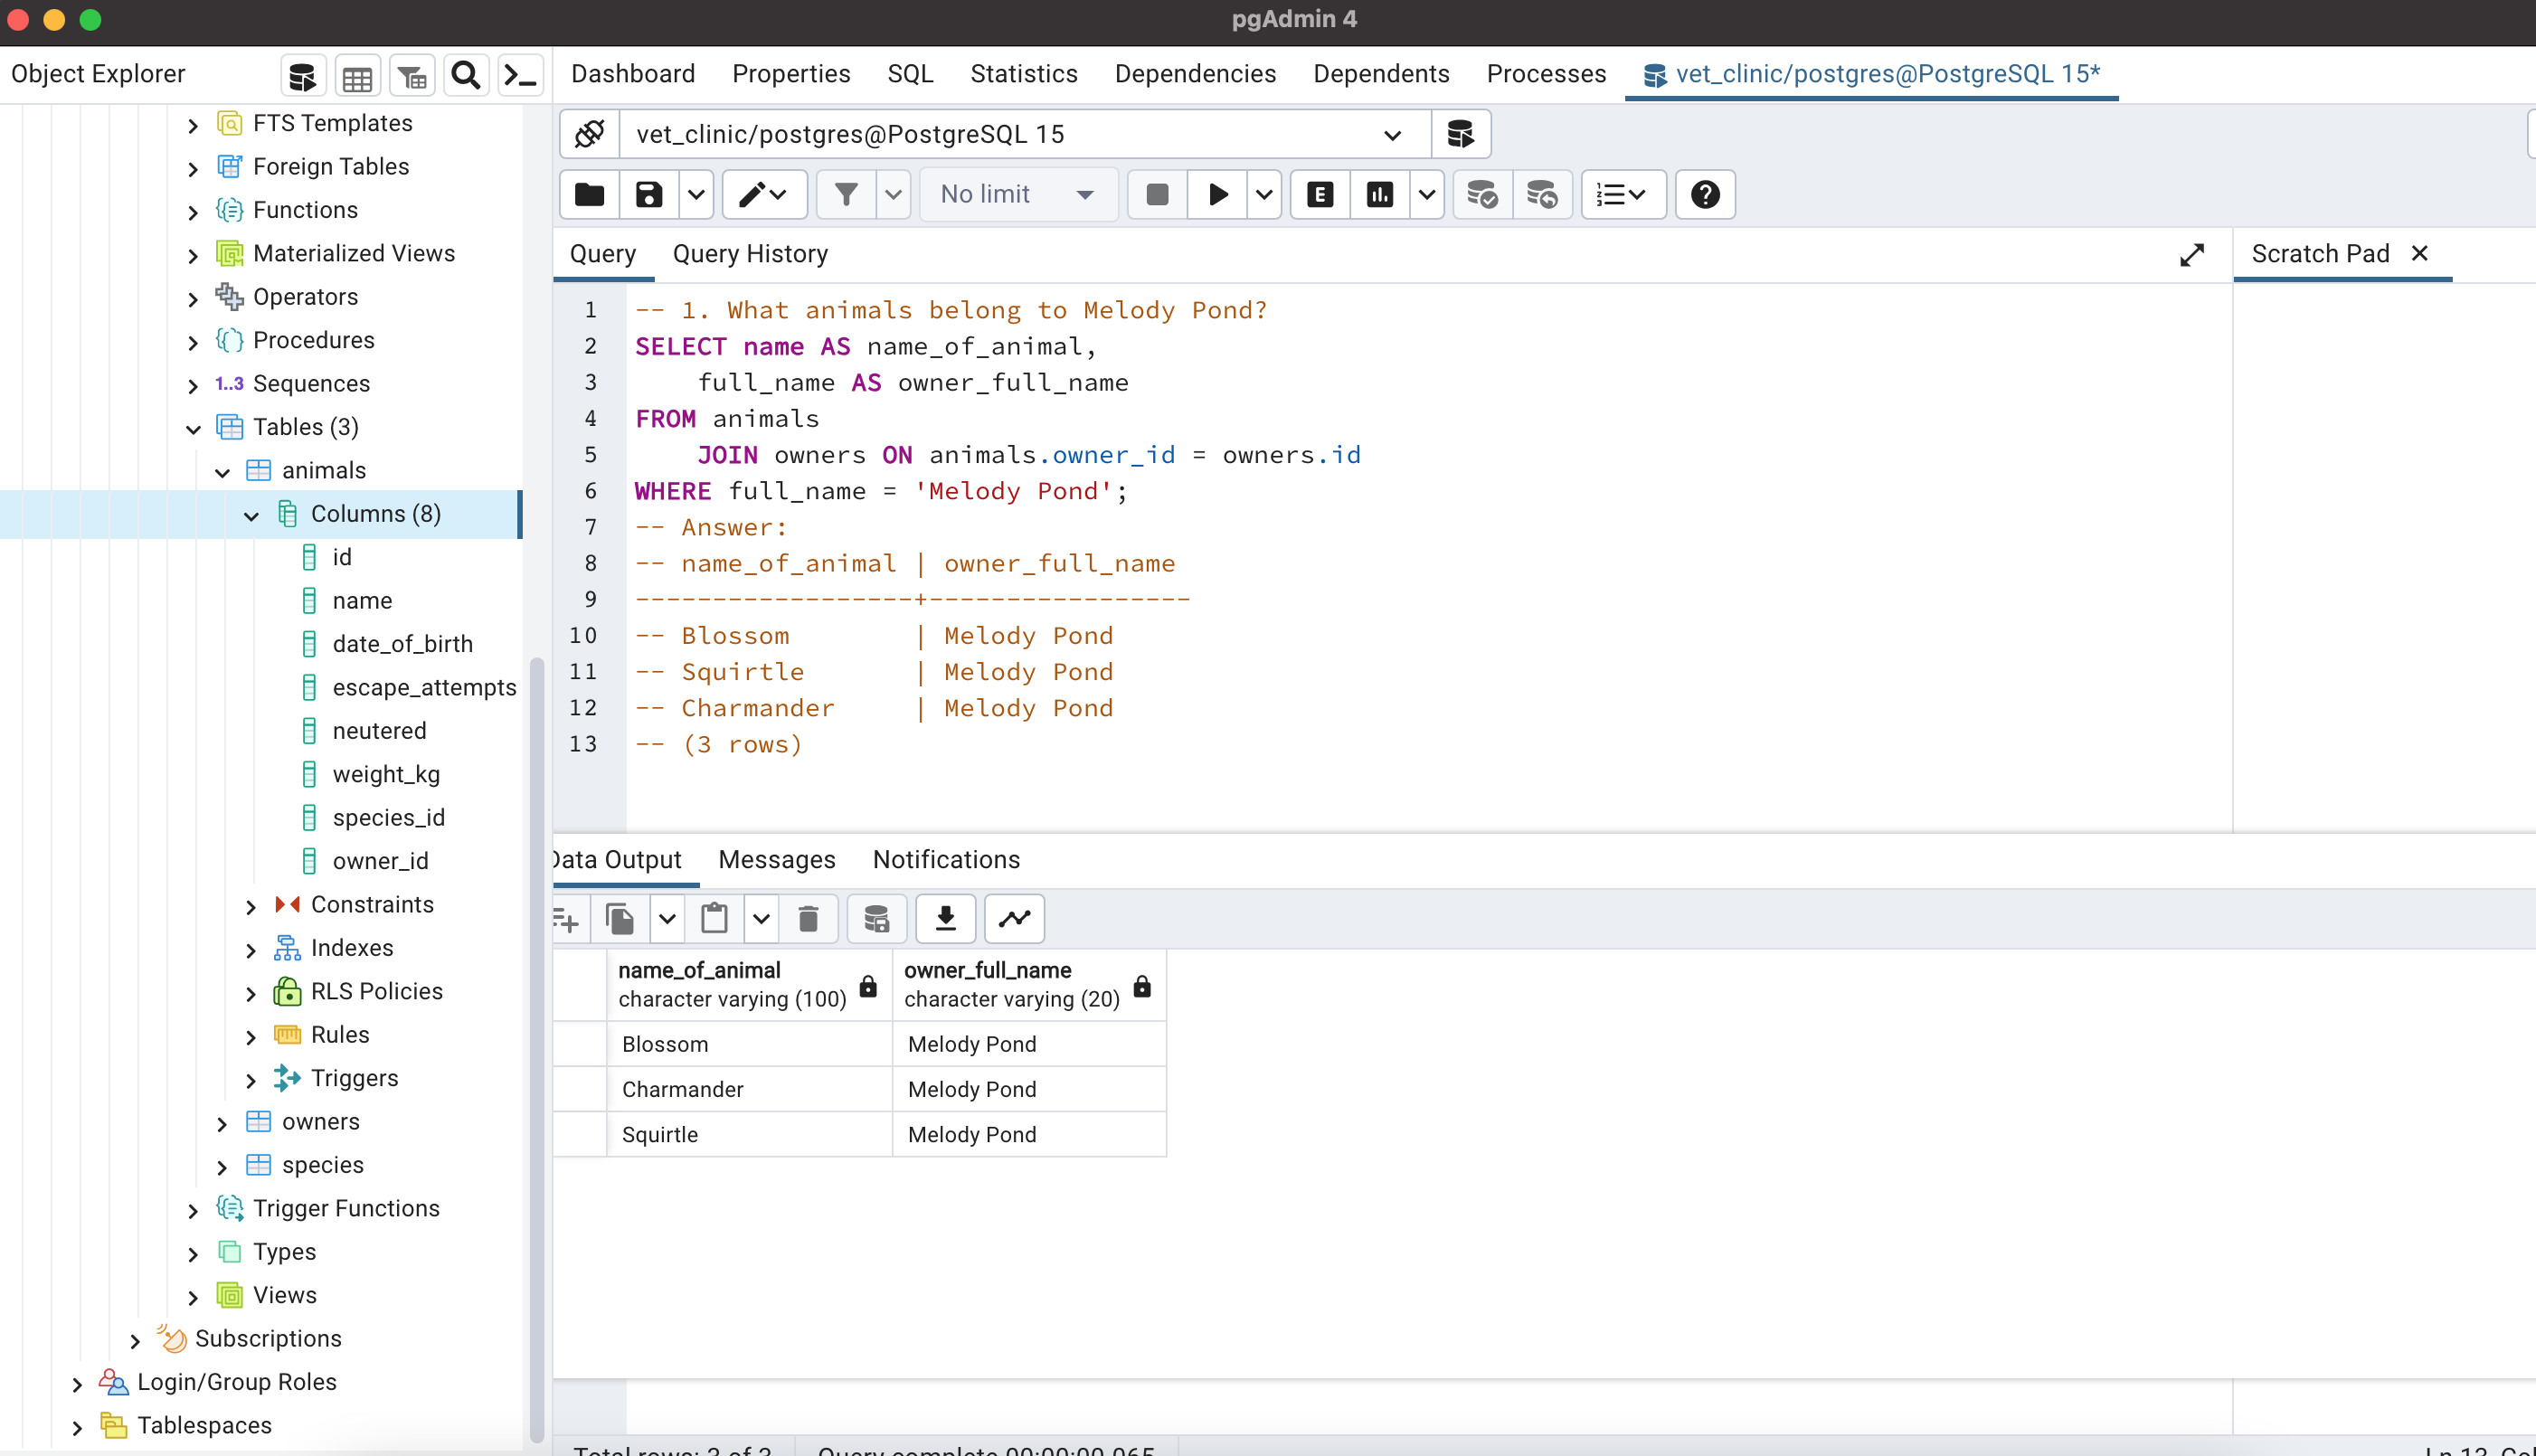 pgAdmin 4
Object Explorer
Dashboard Properties SQL Statistics Dependencies Dependents Processes vet_clinic/postgres@PostgreSQL 15*
FTS Templates
Foreign Tables
Functions
Materialized Views
Operators
Procedures
1..3 Sequences
Tables (3)
animals
Columns (8)
id
name
date_of_birth
escape_attempts
neutered
weight_kg
species_id
owner_id
Constraints
Indexes
RLS Policies
Rules
Triggers
owners
species
Trigger Functions
Types
Views
Subscriptions
Login/Group Roles
Tablespaces
vet_clinic/postgres@PostgreSQL 15
No limit E
Query Query History
Scratch Pad
1 -- 1. What animals belong to Melody Pond?
2 SELECT name AS name_of_animal,
3 full_name AS owner_full_name
4 FROM animals
5 JOIN owners ON animals.owner_id = owners.id
6 WHERE full_name = 'Melody Pond';
7 -- Answer:
8 -- name_of_animal | owner_full_name
9 ------------------+-----------------
10 -- Blossom | Melody Pond
11 -- Squirtle | Melody Pond
12 -- Charmander | Melody Pond
13 -- (3 rows)
Data Output Messages Notifications
name_of_animal owner_full_name
character varying (100) character varying (20)
Blossom Melody Pond
Charmander Melody Pond
Squirtle Melody Pond
Total rows: 3 of 3 Query complete 00:00:00.065 Ln 13,